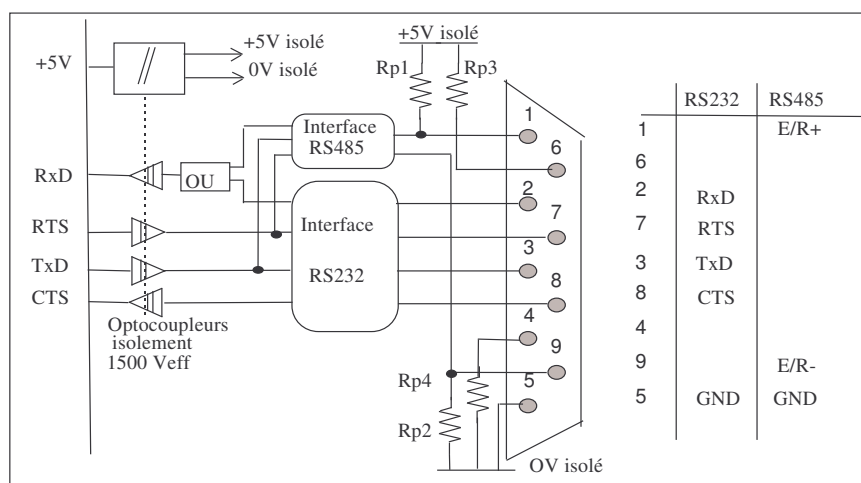 +5V
//
+5V isolé
0V isolé
+5V isolé
Rp1
Rp3
Interface
RS485
RxD
OU
RTS
TxD
CTS
Interface
RS232
Optocoupleurs
isolement
1500 Veff
Rp4
Rp2
OV isolé
1
6
2
7
3
8
4
9
5
RS232 RS485
1 E/R+
6
2 RxD
7 RTS
3 TxD
8 CTS
4
9 E/R-
5 GND GND